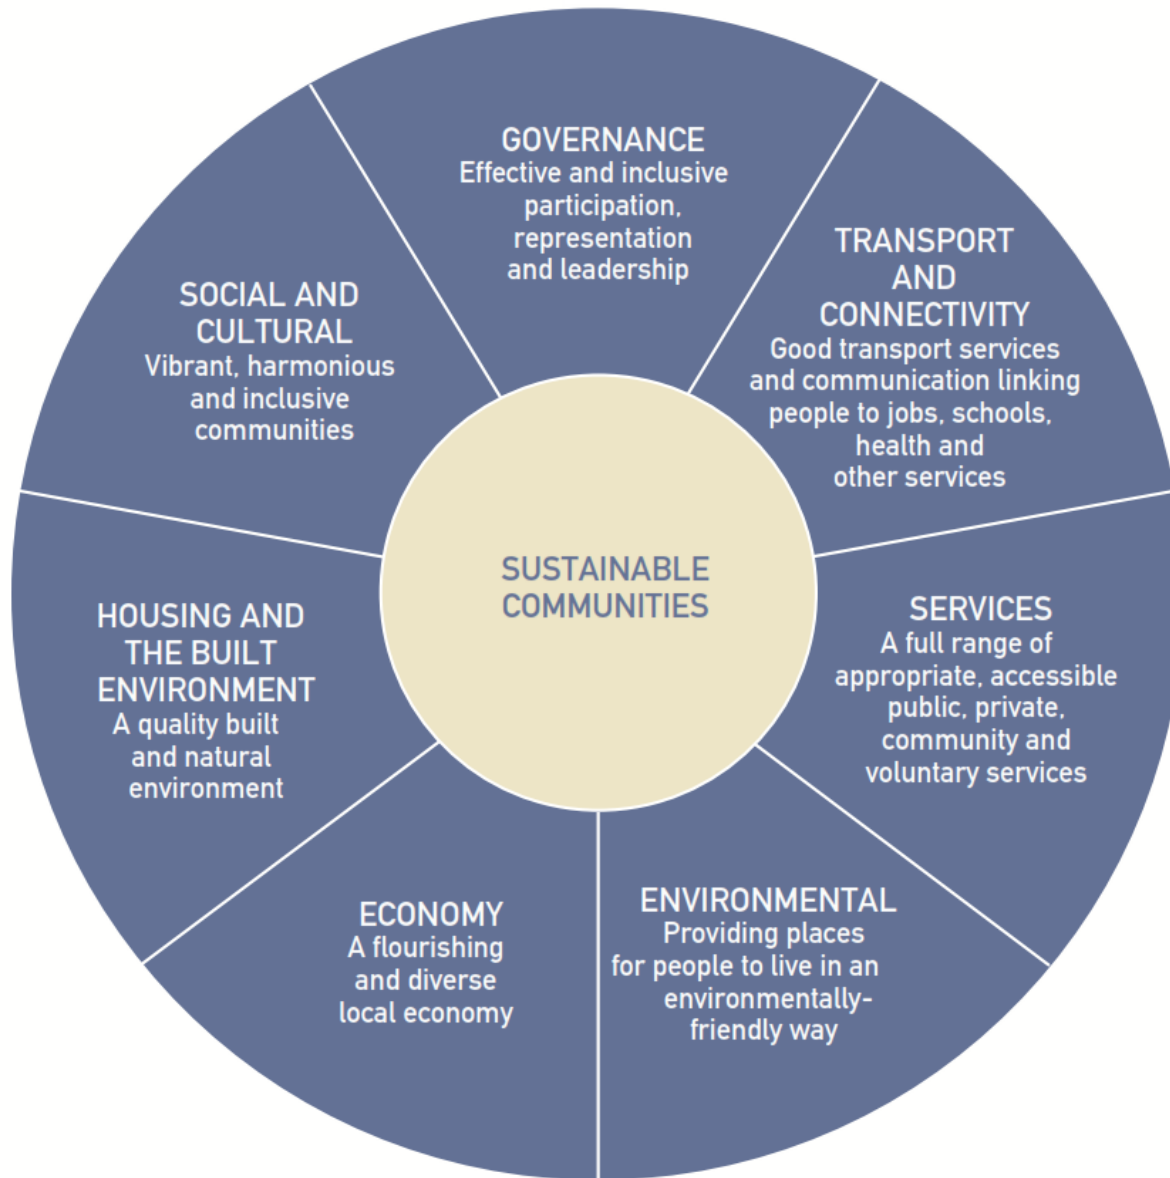 GOVERNANCE
Effective and inclusive
participation,
representation
and leadership
TRANSPORT
AND
CONNECTIVITY
Good transport services
and communication linking
people to jobs, schools,
health and
other services
SERVICES
A full range of
appropriate, accessible
public, private,
community and
voluntary services
ENVIRONMENTAL
Providing places
for people to live in an
environmentally-
friendly way
ECONOMY
A flourishing
and diverse
local economy
HOUSING AND
THE BUILT
ENVIRONMENT
A quality built
and natural
environment
SOCIAL AND
CULTURAL
Vibrant, harmonious
and inclusive
communities
SUSTAINABLE
COMMUNITIES